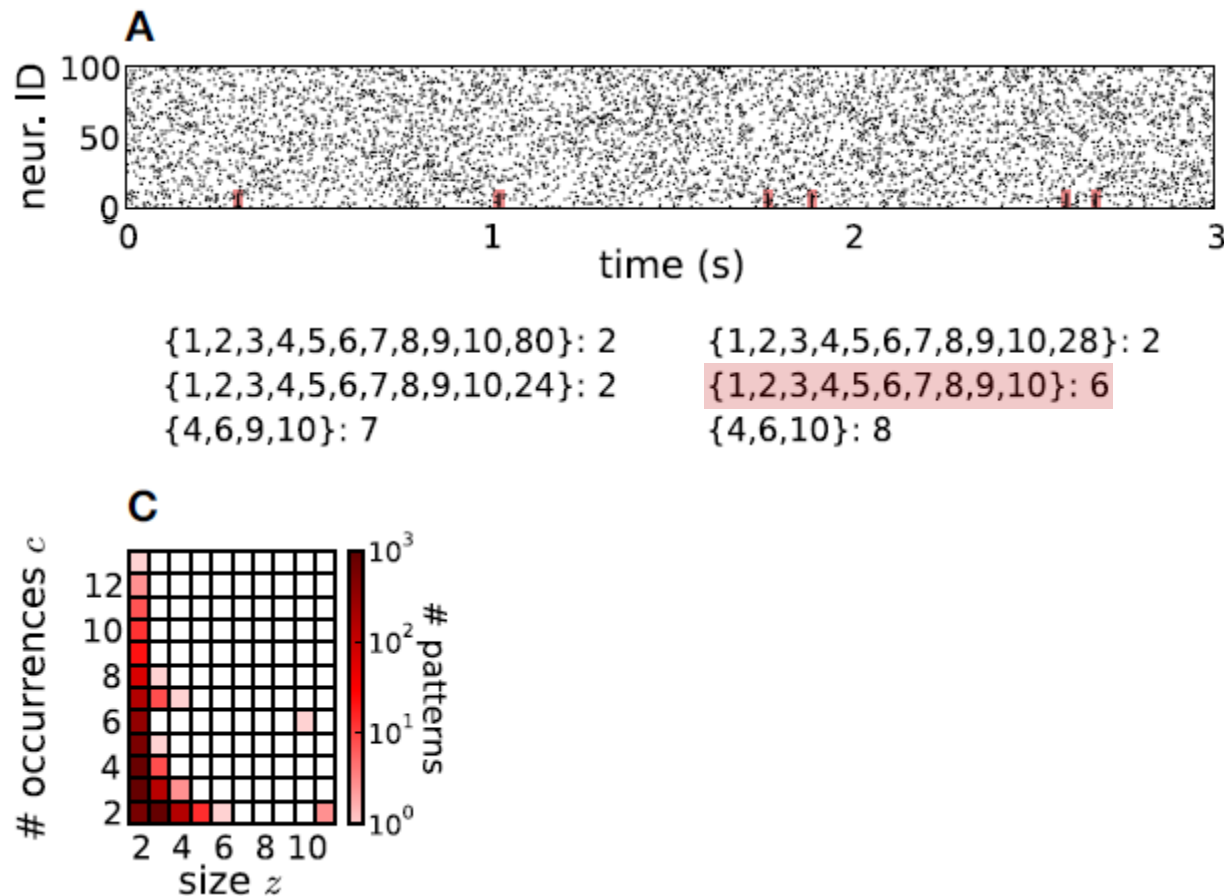 A
neur. ID
100
50
0
0 1 2 3
time (s)
{1,2,3,4,5,6,7,8,9,10,80}: 2 {1,2,3,4,5,6,7,8,9,10,28}: 2
{1,2,3,4,5,6,7,8,9,10,24}: 2 {1,2,3,4,5,6,7,8,9,10}: 6
{4,6,9,10}: 7 {4,6,10}: 8
C
# occurrences c
12
10
8
6
4
2
2 4 6 8 10
size z
10³
10²
10¹
10⁰
# patterns